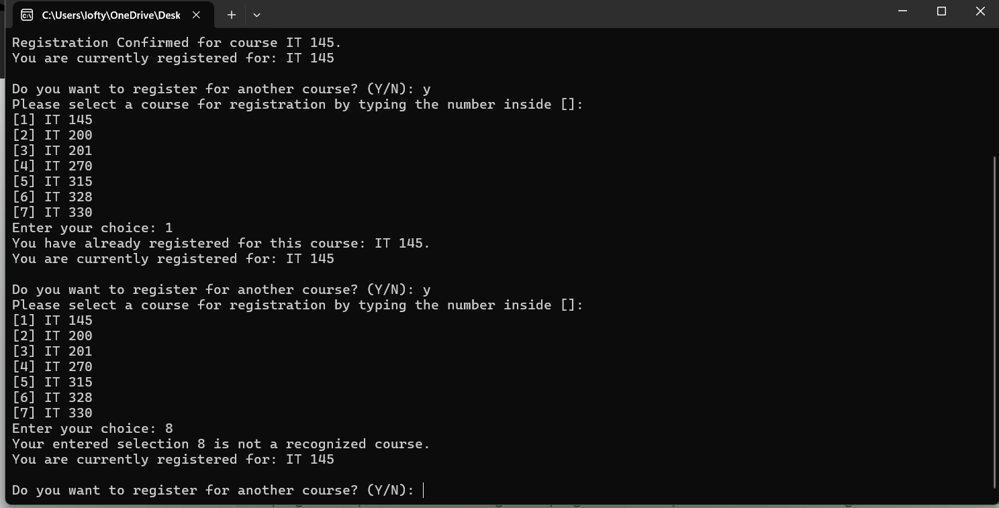 C:\Users\lofty\OneDrive\Desk
Registration Confirmed for course IT 145.
You are currently registered for: IT 145
Do you want to register for another course? (Y/N): y
Please select a course for registration by typing the number inside []:
[1] IT 145
[2] IT 200
[3] IT 201
[4] IT 270
[5] IT 315
[6] IT 328
[7] IT 330
Enter your choice: 1
You have already registered for this course: IT 145.
You are currently registered for: IT 145
Do you want to register for another course? (Y/N): y
Please select a course for registration by typing the number inside []:
[1] IT 145
[2] IT 200
[3] IT 201
[4] IT 270
[5] IT 315
[6] IT 328
[7] IT 330
Enter your choice: 8
Your entered selection 8 is not a recognized course.
You are currently registered for: IT 145
Do you want to register for another course? (Y/N):